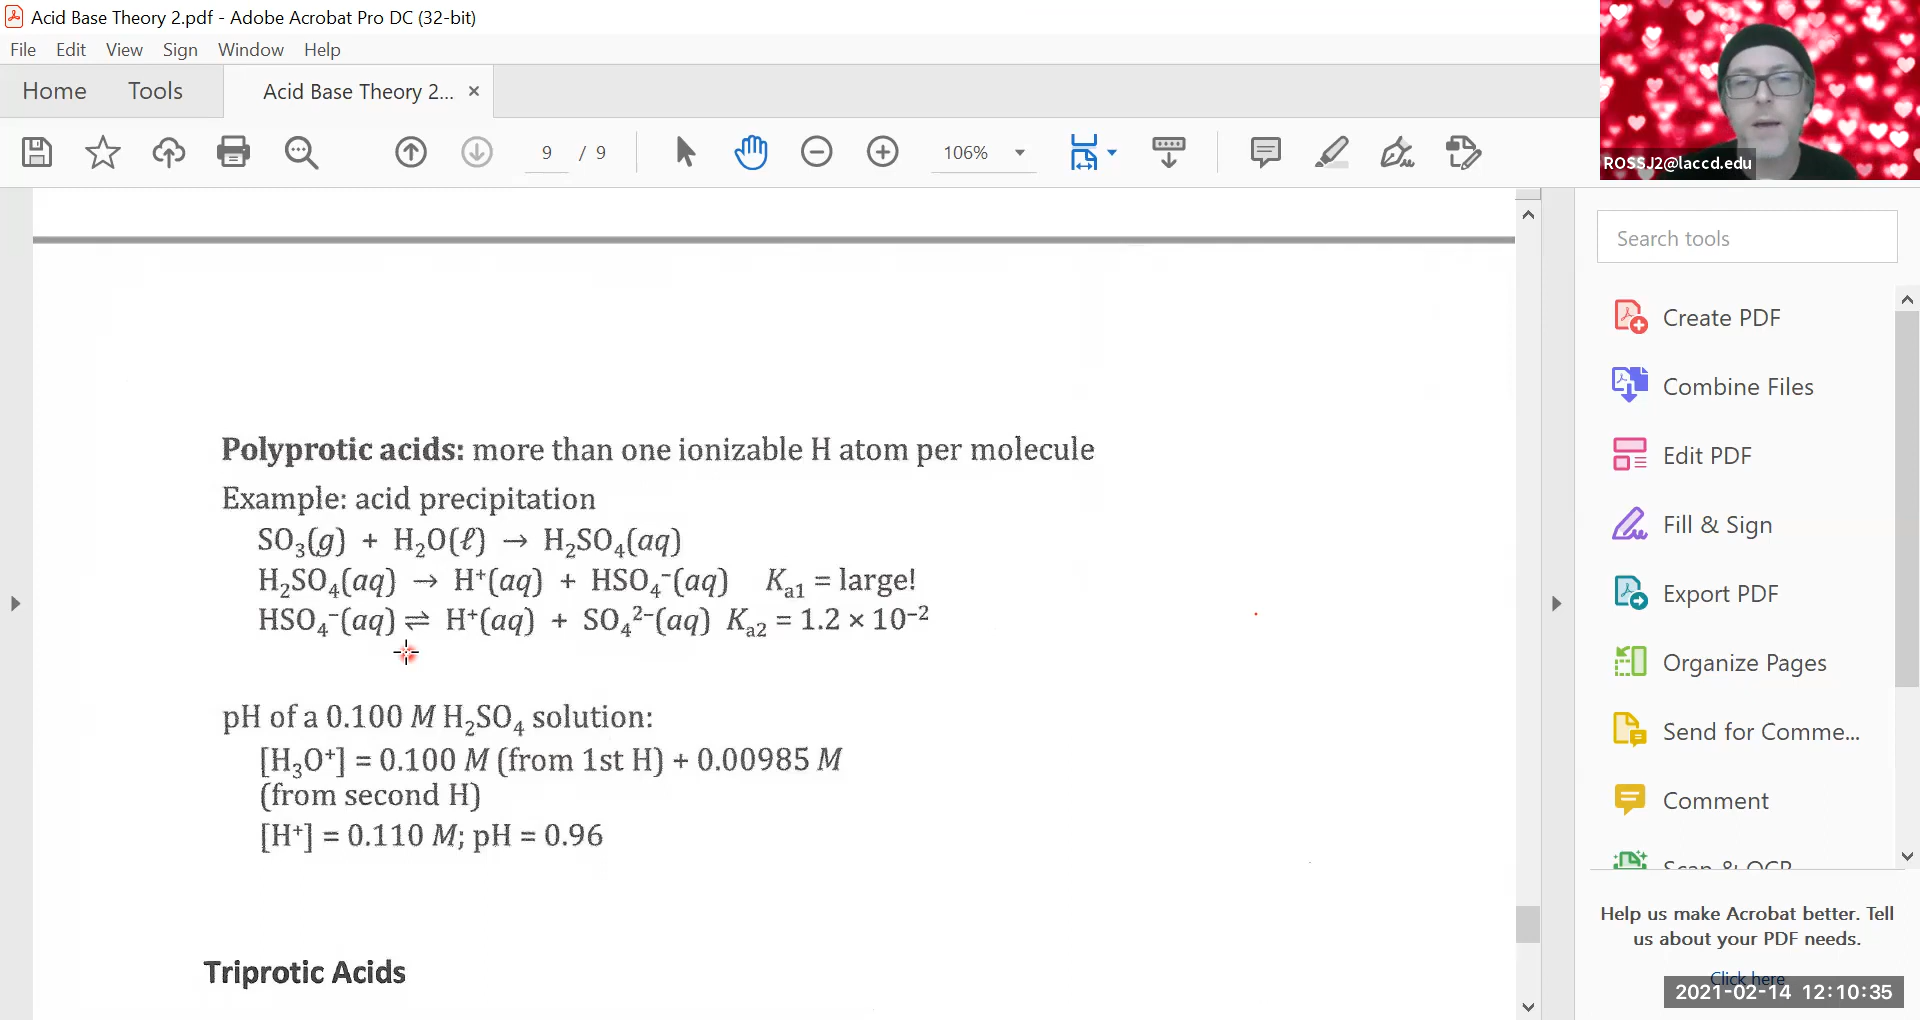 Acid Base Theory 2.pdf - Adobe Acrobat Pro DC (32-bit)
File Edit View Sign Window Help
Home Tools Acid Base Theory 2... ×
9 / 9 106%
ROSSJ2@laccd.edu
Polyprotic acids: more than one ionizable H atom per molecule
Example: acid precipitation
SO₃(g) + H₂O(ℓ) → H₂SO₄(aq)
H₂SO₄(aq) → H⁺(aq) + HSO₄⁻(aq) Kₐ₁ = large!
HSO₄⁻(aq) ⇌ H⁺(aq) + SO₄²⁻(aq) Kₐ₂ = 1.2 × 10⁻²
pH of a 0.100 M H₂SO₄ solution:
[H₃O⁺] = 0.100 M (from 1st H) + 0.00985 M
(from second H)
[H⁺] = 0.110 M; pH = 0.96
Triprotic Acids
Search tools
Create PDF
Combine Files
Edit PDF
Fill & Sign
Export PDF
Organize Pages
Send for Comme...
Comment
Scan & OCR
Help us make Acrobat better. Tell
us about your PDF needs.
Click here
2021-02-14 12:10:35